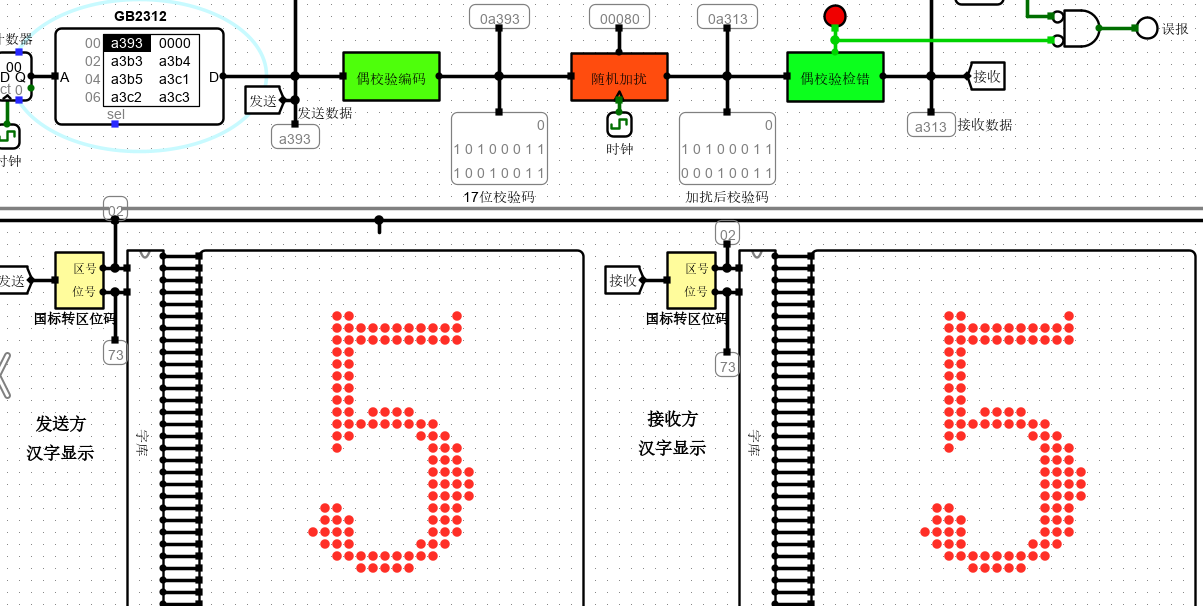 GB2312
计数器
00 a393 0000
02 a3b3 a3b4
04 a3b5 a3c1
06 a3c2 a3c3
00
D Q
ct 0
A
D
sel
时钟
发送
发送数据
a393
偶校验编码
0a393
0
1 0 1 0 0 0 1 1
1 0 0 1 0 0 1 1
17位校验码
00080
随机加扰
时钟
0a313
0
1 0 1 0 0 0 1 1
0 0 0 1 0 0 1 1
加扰后校验码
偶校验检错
接收
a313
接收数据
误报
02
发送
区号
位号
国标转区位码
73
发送方
汉字显示
字库
02
接收
区号
位号
国标转区位码
73
接收方
汉字显示
字库
5
5